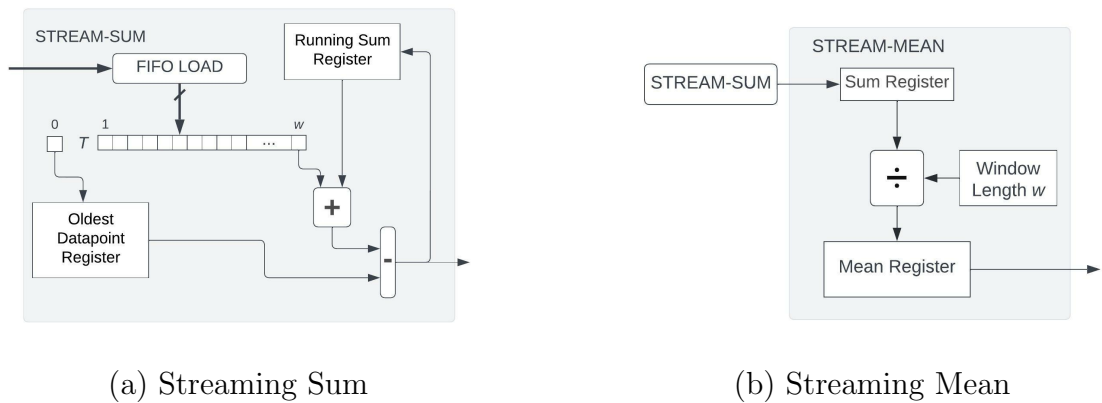 STREAM-SUM
FIFO LOAD
Running Sum
Register
0
T
1
...
w
Oldest
Datapoint
Register
+
-
(a) Streaming Sum
STREAM-MEAN
STREAM-SUM
Sum Register
÷
Window
Length w
Mean Register
(b) Streaming Mean